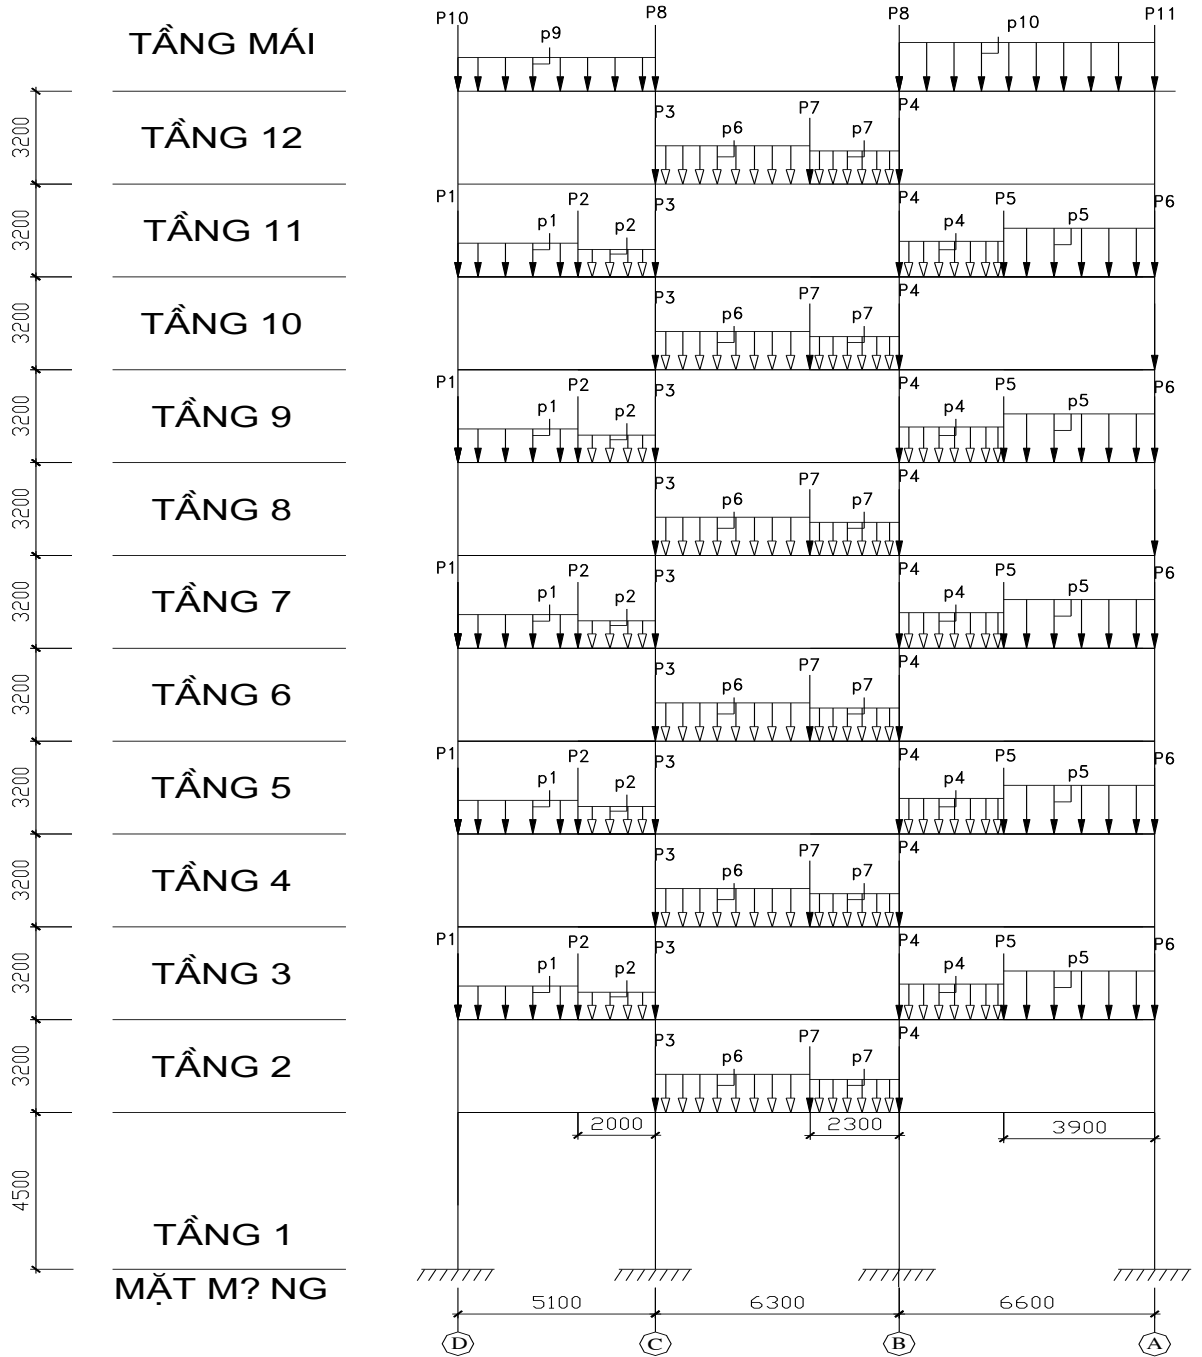 P10 P8 P8 P11
TẦNG MÁI p9 p10
3200 TẦNG 12 P3 p6 P7 p7 P4
3200 TẦNG 11 P1 p1 P2 p2 P3 P4 p4 P5 p5 P6
3200 TẦNG 10 P3 p6 P7 p7 P4
3200 TẦNG 9 P1 p1 P2 p2 P3 P4 p4 P5 p5 P6
3200 TẦNG 8 P3 p6 P7 p7 P4
3200 TẦNG 7 P1 p1 P2 p2 P3 P4 p4 P5 p5 P6
3200 TẦNG 6 P3 p6 P7 p7 P4
3200 TẦNG 5 P1 p1 P2 p2 P3 P4 p4 P5 p5 P6
3200 TẦNG 4 P3 p6 P7 p7 P4
3200 TẦNG 3 P1 p1 P2 p2 P3 P4 p4 P5 p5 P6
3200 TẦNG 2 P3 p6 P7 p7 P4
2000 2300 3900
4500 TẦNG 1
MẶT M? NG
5100 6300 6600
D C B A